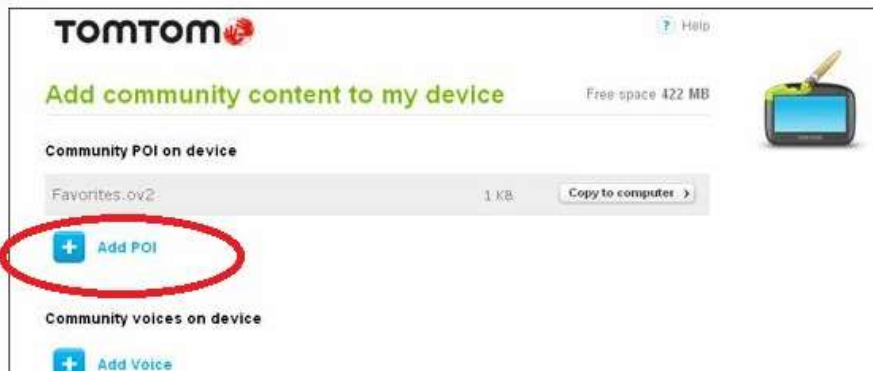 TOMTOM
? Help
Add community content to my device
Free space 422 MB
Community POI on device
Favorites.ov2
1 KB
Copy to computer >
+ Add POI
Community voices on device
+ Add Voice